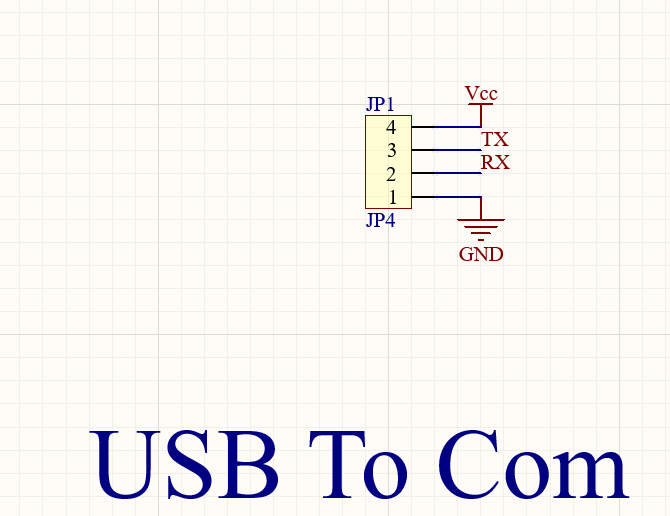 Vcc
JP1
4
TX
3
RX
2
1
JP4
GND
USB To Com